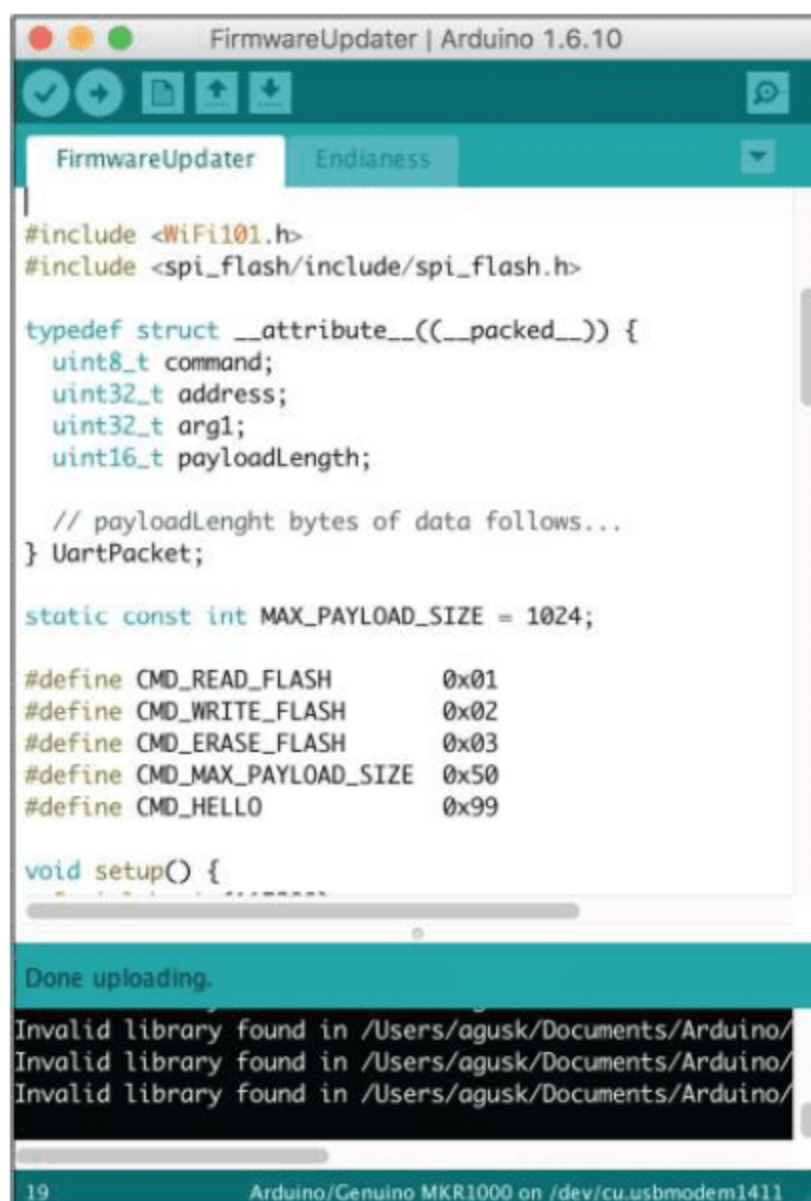 FirmwareUpdater | Arduino 1.6.10
FirmwareUpdater Endianess
#include <WiFi101.h>
#include <spi_flash/include/spi_flash.h>
typedef struct __attribute__((__packed__)) {
uint8_t command;
uint32_t address;
uint32_t arg1;
uint16_t payloadLength;
// payloadLenght bytes of data follows...
} UartPacket;
static const int MAX_PAYLOAD_SIZE = 1024;
#define CMD_READ_FLASH 0x01
#define CMD_WRITE_FLASH 0x02
#define CMD_ERASE_FLASH 0x03
#define CMD_MAX_PAYLOAD_SIZE 0x50
#define CMD_HELLO 0x99
void setup() {
Done uploading.
Invalid library found in /Users/agusk/Documents/Arduino/
Invalid library found in /Users/agusk/Documents/Arduino/
Invalid library found in /Users/agusk/Documents/Arduino/
19 Arduino/Genuino MKR1000 on /dev/cu.usbmodem1411